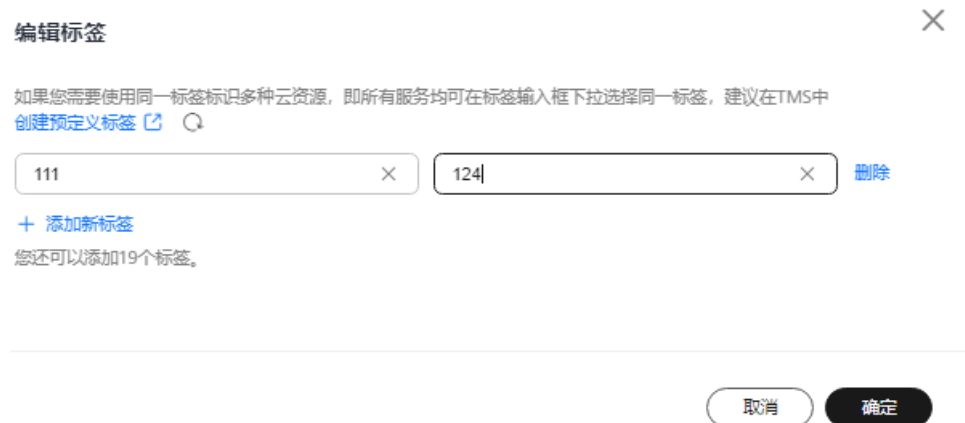 编辑标签
如果您需要使用同一标签标识多种云资源，即所有服务均可在标签输入框下拉选择同一标签，建议在TMS中
创建预定义标签
111 124 删除
添加新标签
您还可以添加19个标签。
取消 确定